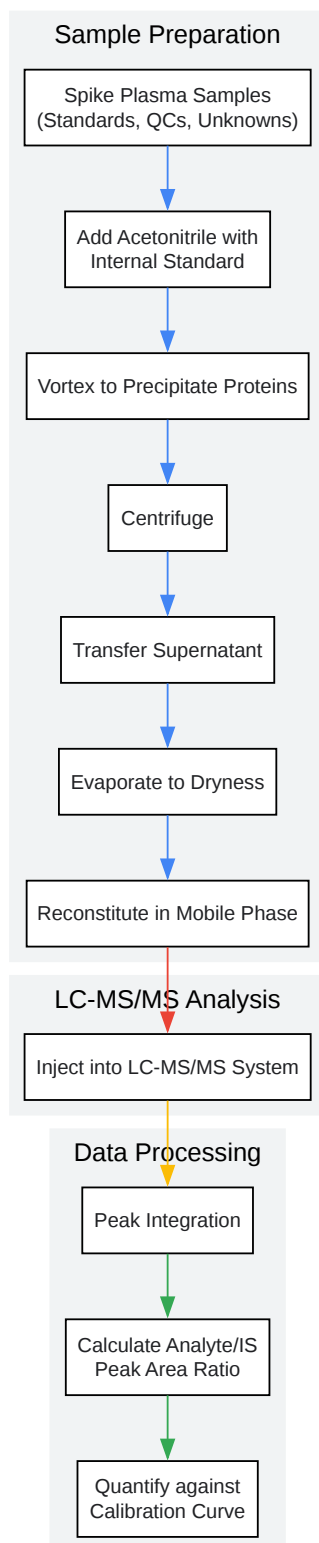 Sample Preparation
Spike Plasma Samples
(Standards, QCs, Unknowns)
Add Acetonitrile with
Internal Standard
Vortex to Precipitate Proteins
Centrifuge
Transfer Supernatant
Evaporate to Dryness
Reconstitute in Mobile Phase
LC-MS/MS Analysis
Inject into LC-MS/MS System
Data Processing
Peak Integration
Calculate Analyte/IS
Peak Area Ratio
Quantify against
Calibration Curve